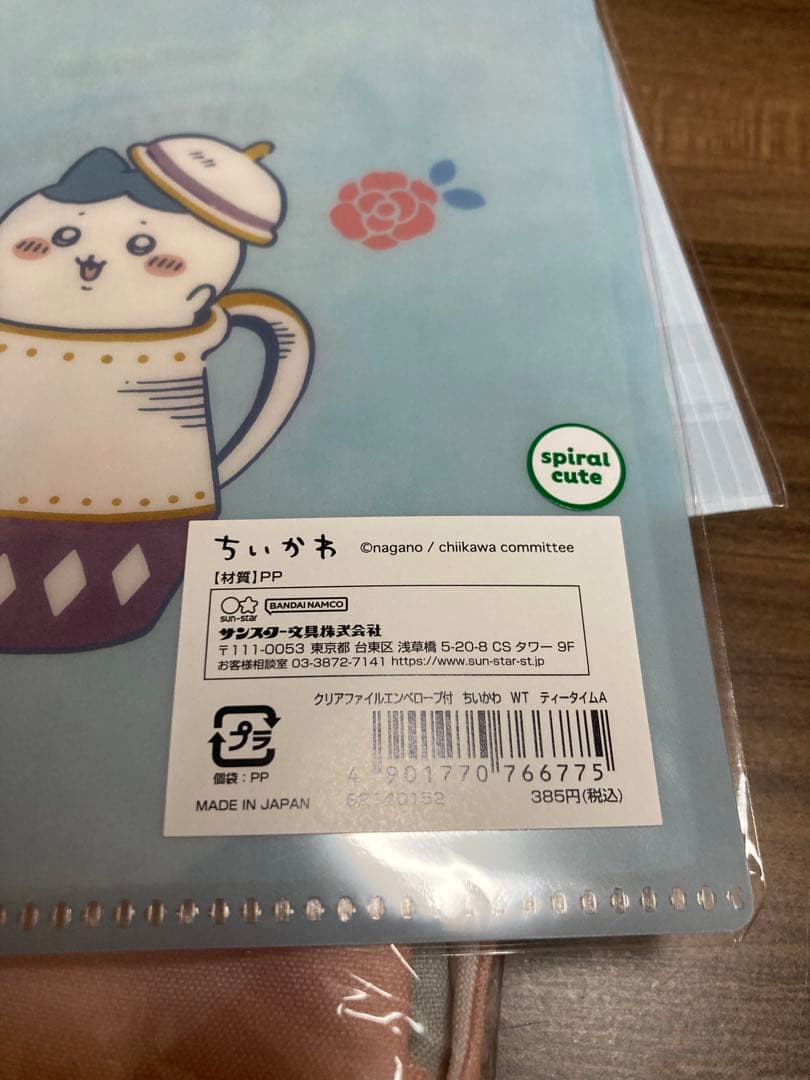 spiral
cute
ちいかわ ©nagano / chiikawa committee
【材質】PP
sun-star BANDAI NAMCO
サンスター文具株式会社
〒111-0053 東京都 台東区 浅草橋 5-20-8 CS タワー 9F
お客様相談室 03-3872-7141 https://www.sun-star-st.jp
クリアファイルエンベロープ付 ちいかわ WT ティータイムA
プラ
個袋:PP
4 901770 766775
MADE IN JAPAN
385円(税込)